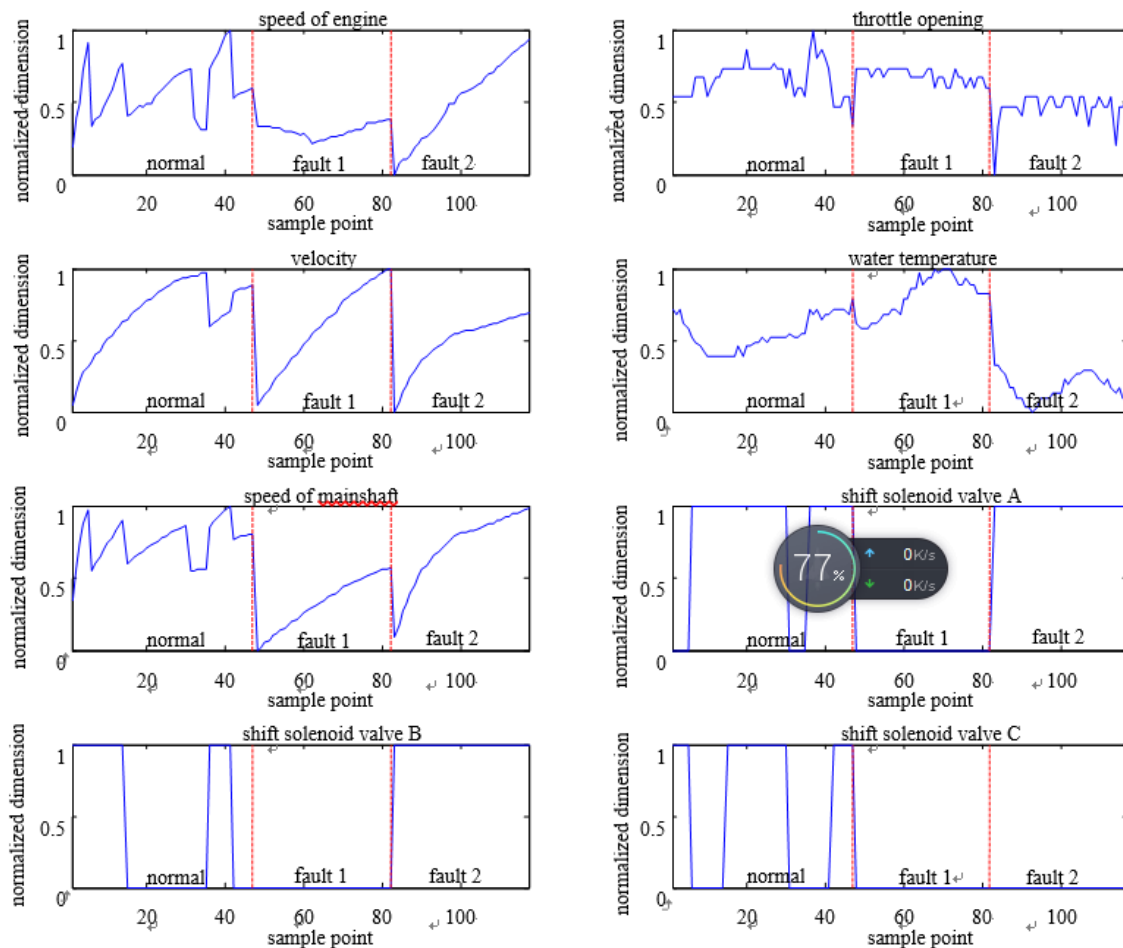 speed of engine
normalized dimension
1
0.5
0
normal
fault 1
fault 2
20
40
60
80
100
sample point
throttle opening
normalized dimension
1
0.5
0
normal
fault 1
fault 2
20
40
60
80
100
sample point
velocity
normalized dimension
1
0.5
0
normal
fault 1
fault 2
20
40
60
80
100
sample point
water temperature
normalized dimension
1
0.5
0
normal
fault 1
fault 2
20
40
60
80
100
sample point
speed of mainshaft
normalized dimension
1
0.5
0
normal
fault 1
fault 2
20
40
60
80
100
sample point
shift solenoid valve A
normalized dimension
1
0.5
0
77%
0K/s
0K/s
normal
fault 1
fault 2
20
40
60
80
100
sample point
shift solenoid valve B
normalized dimension
1
0.5
0
normal
fault 1
fault 2
20
40
60
80
100
sample point
shift solenoid valve C
normalized dimension
1
0.5
0
normal
fault 1
fault 2
20
40
60
80
100
sample point